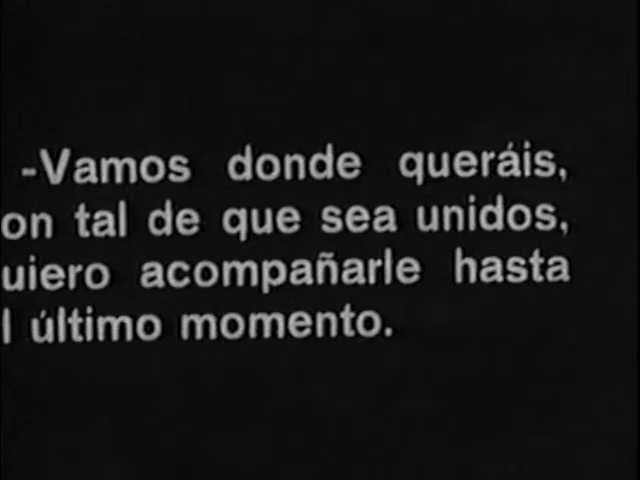 -Vamos donde queráis,
on tal de que sea unidos,
uiero acompañarle hasta
l último momento.